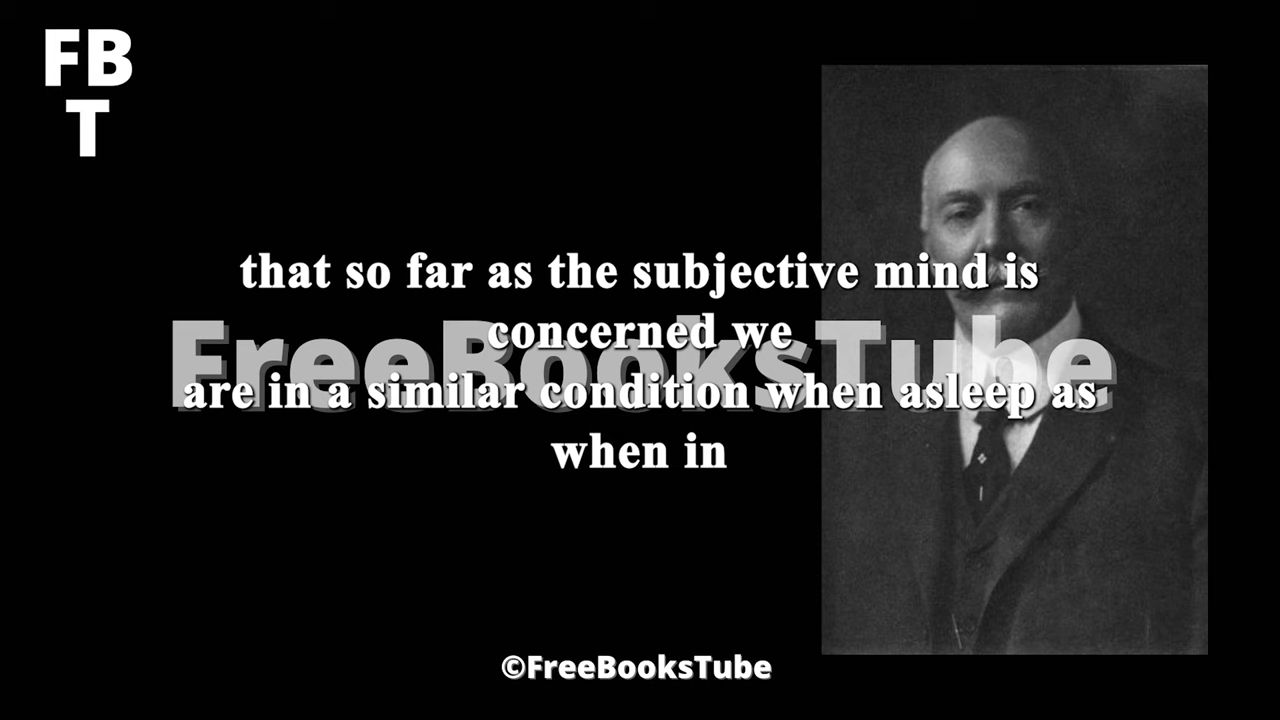 FB
T
that so far as the subjective mind is
concerned we
FreeBooksTube
are in a similar condition when asleep as
when in
©FreeBooksTube